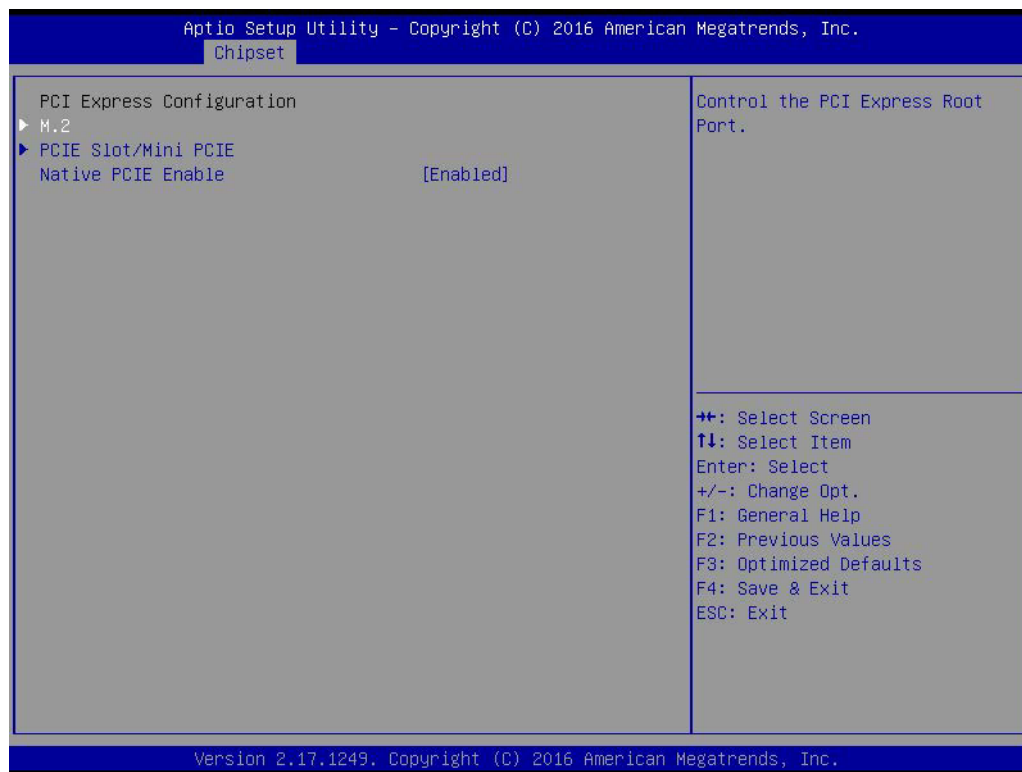 Aptio Setup Utility – Copyright (C) 2016 American Megatrends, Inc.
Chipset
PCI Express Configuration
▶ M.2
▶ PCIE Slot/Mini PCIE
Native PCIE Enable [Enabled]
Control the PCI Express Root
Port.
→←: Select Screen
↑↓: Select Item
Enter: Select
+/-: Change Opt.
F1: General Help
F2: Previous Values
F3: Optimized Defaults
F4: Save & Exit
ESC: Exit
Version 2.17.1249. Copyright (C) 2016 American Megatrends, Inc.